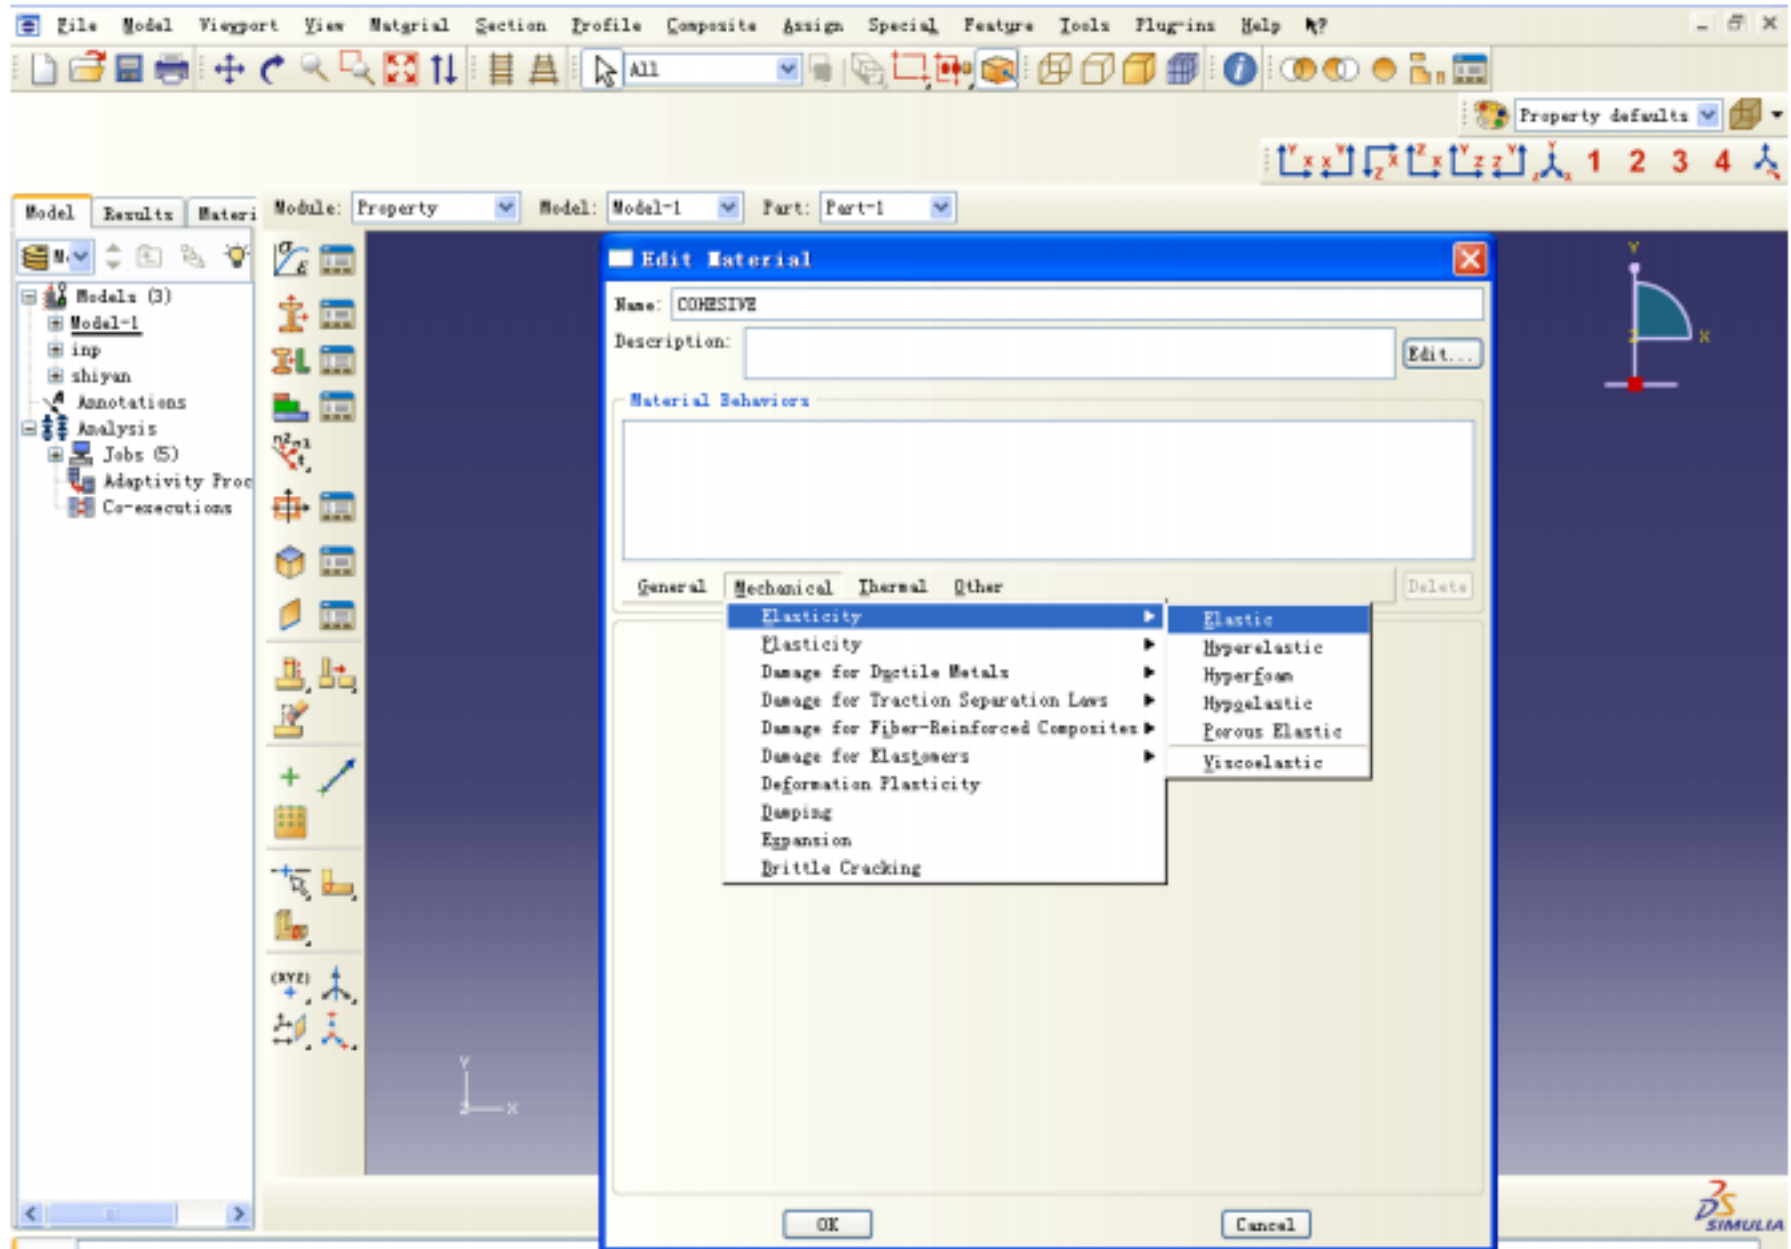 File Model Viewport View Material Section Profile Composite Assign Special Feature Tools Plug-ins Help
All
Property defaults
1 2 3 4
Model Results Materi
Module: Property Model: Model-1 Part: Part-1
Edit Material
Name: COHESIVE
Description:
Edit...
Material Behaviors
Models (3)
Model-1
inp
shiyan
Annotations
Analysis
Jobs (5)
Adaptivity Proc
Co-executions
General Mechanical Thermal Other
Delete
Elasticity
Plasticity
Damage for Ductile Metals
Damage for Traction Separation Laws
Damage for Fiber-Reinforced Composites
Damage for Elastomers
Deformation Plasticity
Damping
Expansion
Brittle Cracking
Elastic
Hyperelastic
Hyperfoam
Hypoelastic
Porous Elastic
Viscoelastic
(XYZ)
Y
X
Z
Y
Z
X
OK
Cancel
SIMULIA